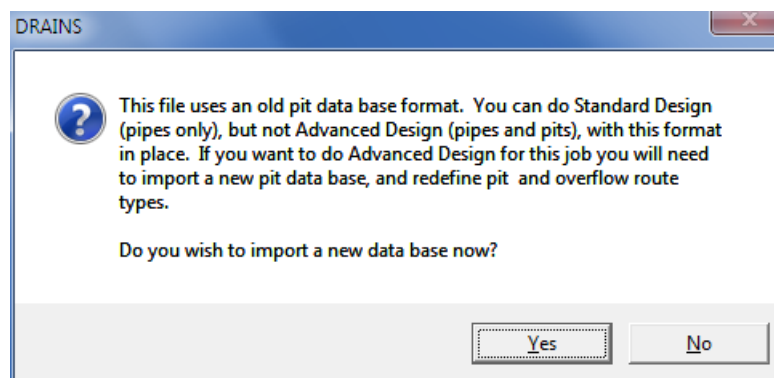 DRAINS
This file uses an old pit data base format.  You can do Standard Design
(pipes only), but not Advanced Design (pipes and pits), with this format
in place.  If you want to do Advanced Design for this job you will need
to import a new pit data base, and redefine pit  and overflow route
types.
Do you wish to import a new data base now?
Yes
No